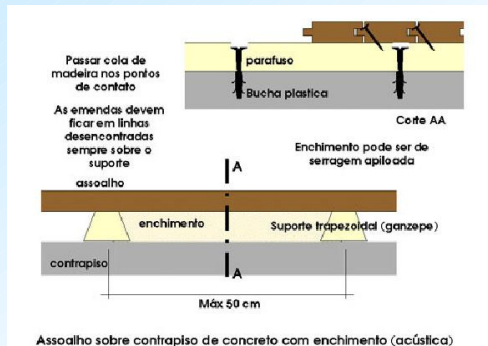 Passar cola de
madeira nos pontos
de contato
As emendas devem
ficar em linhas
desencontradas
sempre sobre o
suporte
parafuso
Bucha plastica
Corte AA
Enchimento pode ser de
serragem apiloada
assoalho
A
enchimento
Suporte trapezoidal (ganzepe)
contrapiso
A
Máx 50 cm
Assoalho sobre contrapiso de concreto com enchimento (acústica)